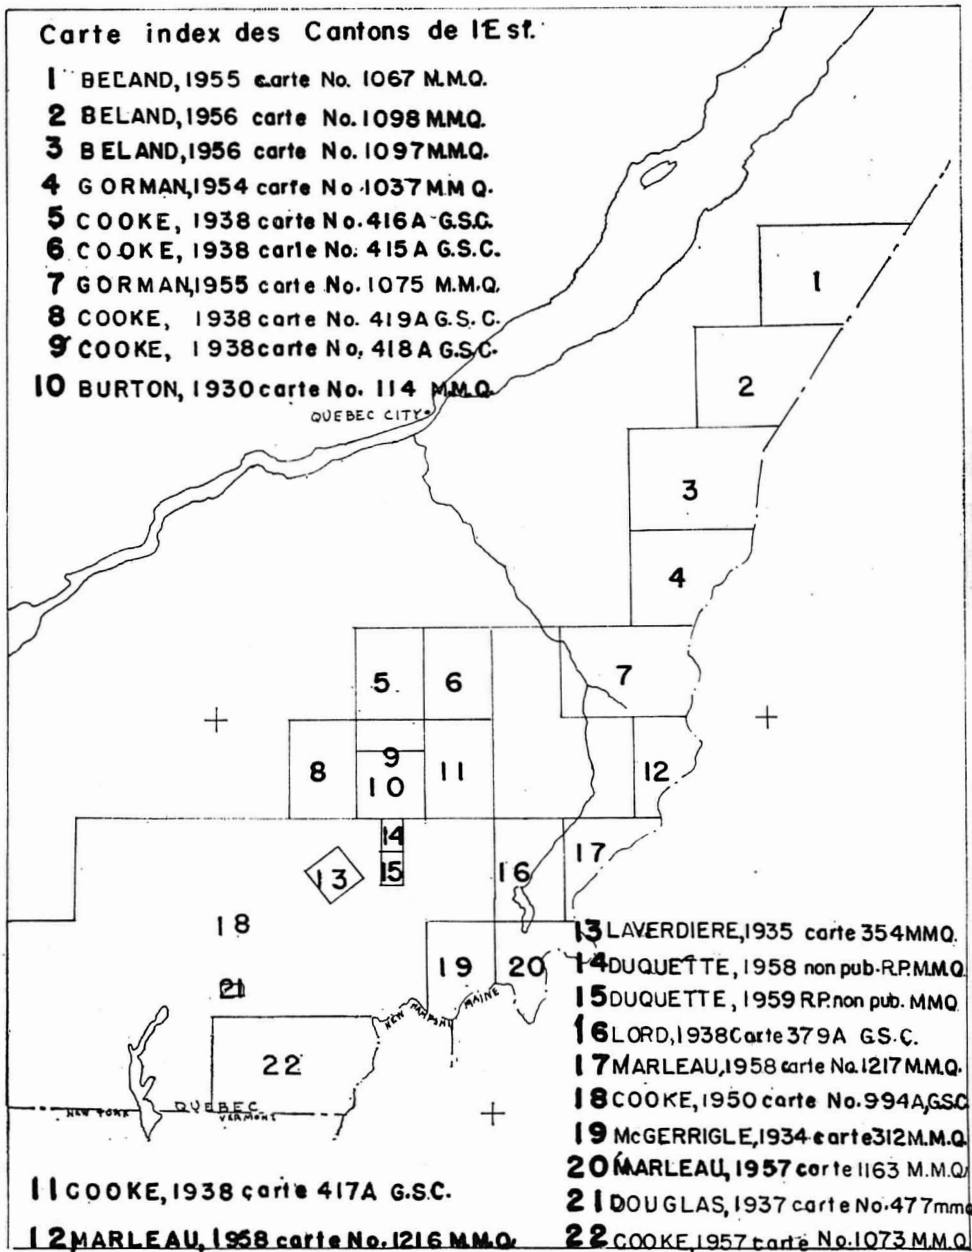 Carte index des Cantons de l'Est.
1 BELAND, 1955 carte No. 1067 M.M.Q.
2 BELAND, 1956 carte No. 1098 M.M.Q.
3 BELAND, 1956 carte No. 1097 M.M.Q.
4 GORMAN, 1954 carte No. 1037 M.M Q.
5 COOKE, 1938 carte No. 416A G.S.C.
6 COOKE, 1938 carte No. 415A G.S.C.
7 GORMAN, 1955 carte No. 1075 M.M.Q.
8 COOKE, 1938 carte No. 419A G.S.C.
9 COOKE, 1938 carte No. 418A G.S.C.
10 BURTON, 1930 carte No. 114 M.M.Q.
QUEBEC CITY
1
2
3
4
5
6
7
8
9
10
11
12
14
13
15
16
17
18
19
20
21
22
NEW HAMPSHI
MAINE
NEW YORK
QUEBEC
VERMONT
11 COOKE, 1938 carte 417A G.S.C.
12 MARLEAU, 1958 carte No. 1216 M.M.Q.
13 LAVERDIERE, 1935 carte 354 MMQ.
14 DUQUETTE, 1958 non pub. R.P.M.M.Q.
15 DUQUETTE, 1959 R.P. non pub. MMQ
16 LORD, 1938 Carte 379A G.S.C.
17 MARLEAU, 1958 carte No. 1217 M.M.Q.
18 COOKE, 1950 carte No. 994A, G.S.C
19 McGERRIGLE, 1934 carte 312 M.M.Q.
20 MARLEAU, 1957 carte 1163 M.M.Q
21 DOUGLAS, 1937 carte No. 477 mmq
22 COOKE, 1957 carte No. 1073 M.M.Q